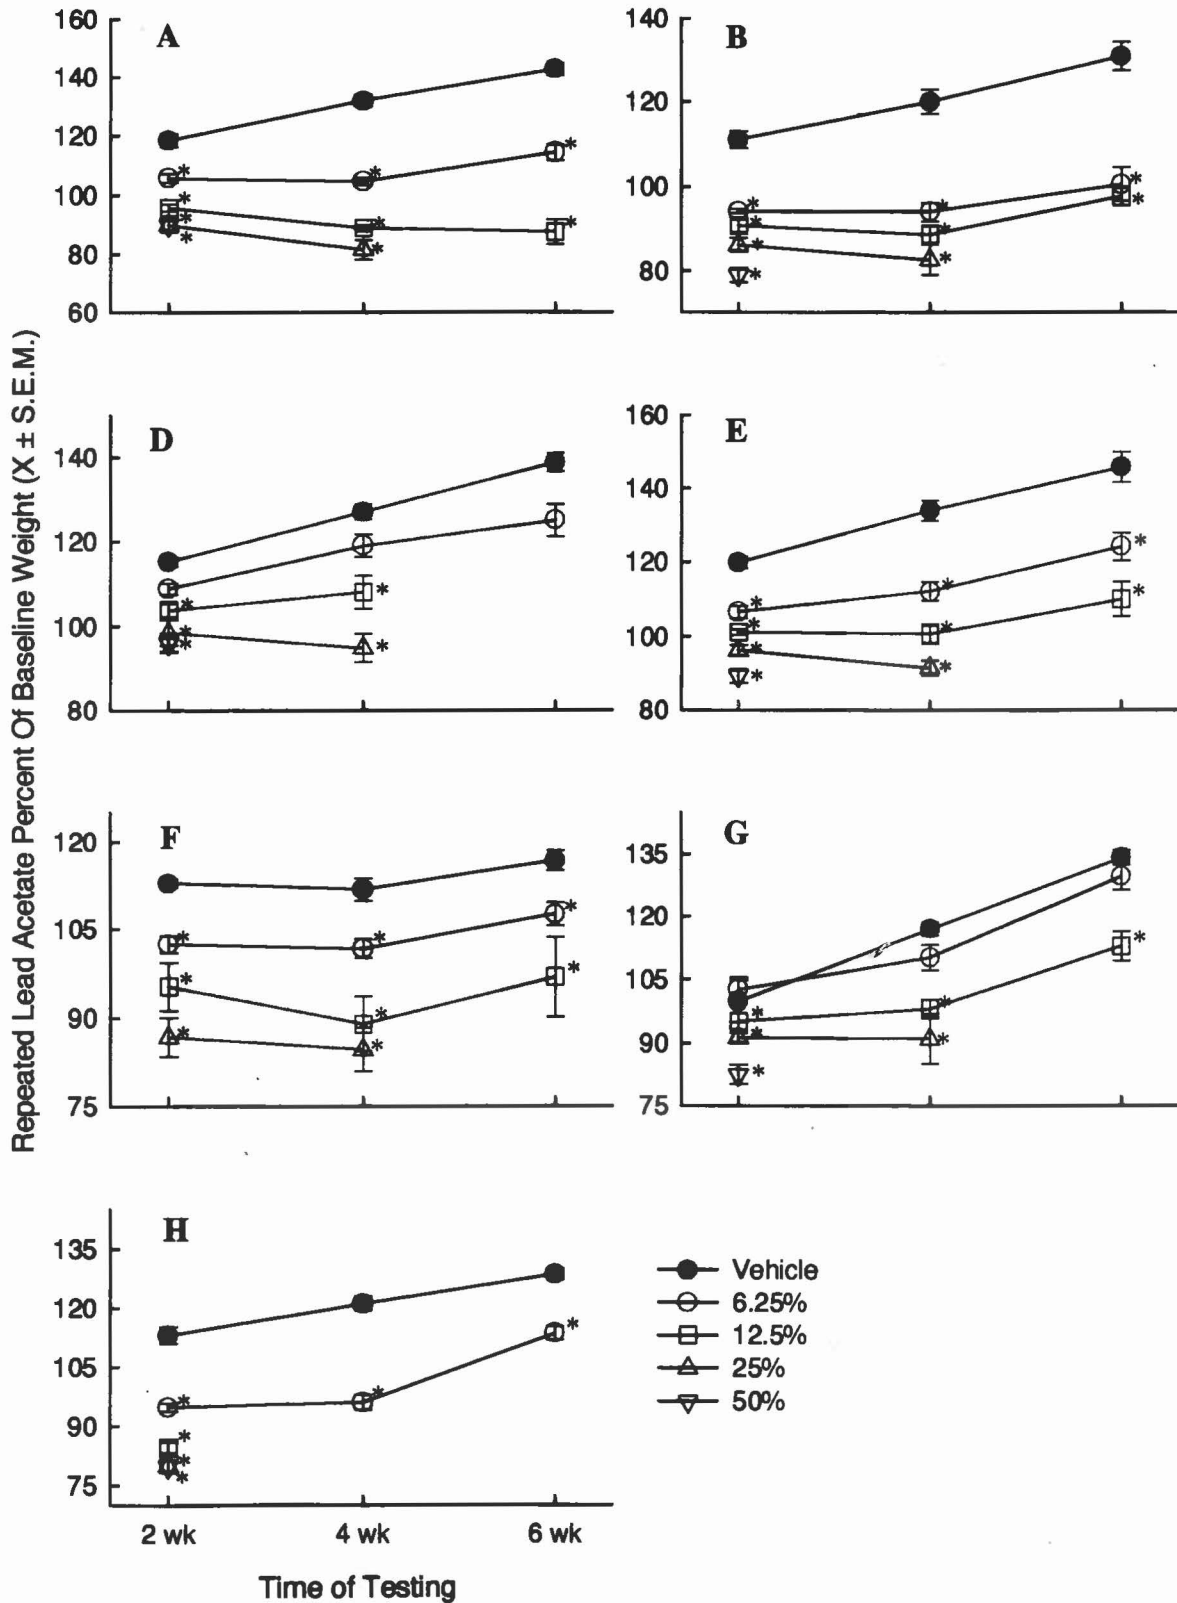 Repeated Lead Acetate Percent Of Baseline Weight (X ± S.E.M.)
A
160
140
120
100
80
60
* * *
* * *
* *
*
B
140
120
100
80
* * *
* * *
* *
*
D
140
120
100
80
* *
* *
*
E
160
140
120
100
80
* * *
* * *
* *
*
F
120
105
90
75
* * *
* * *
* *
G
135
120
105
90
75
* * *
* *
*
H
135
120
105
90
75
* * *
*
*
*
2 wk 4 wk 6 wk
Time of Testing
Vehicle
6.25%
12.5%
25%
50%